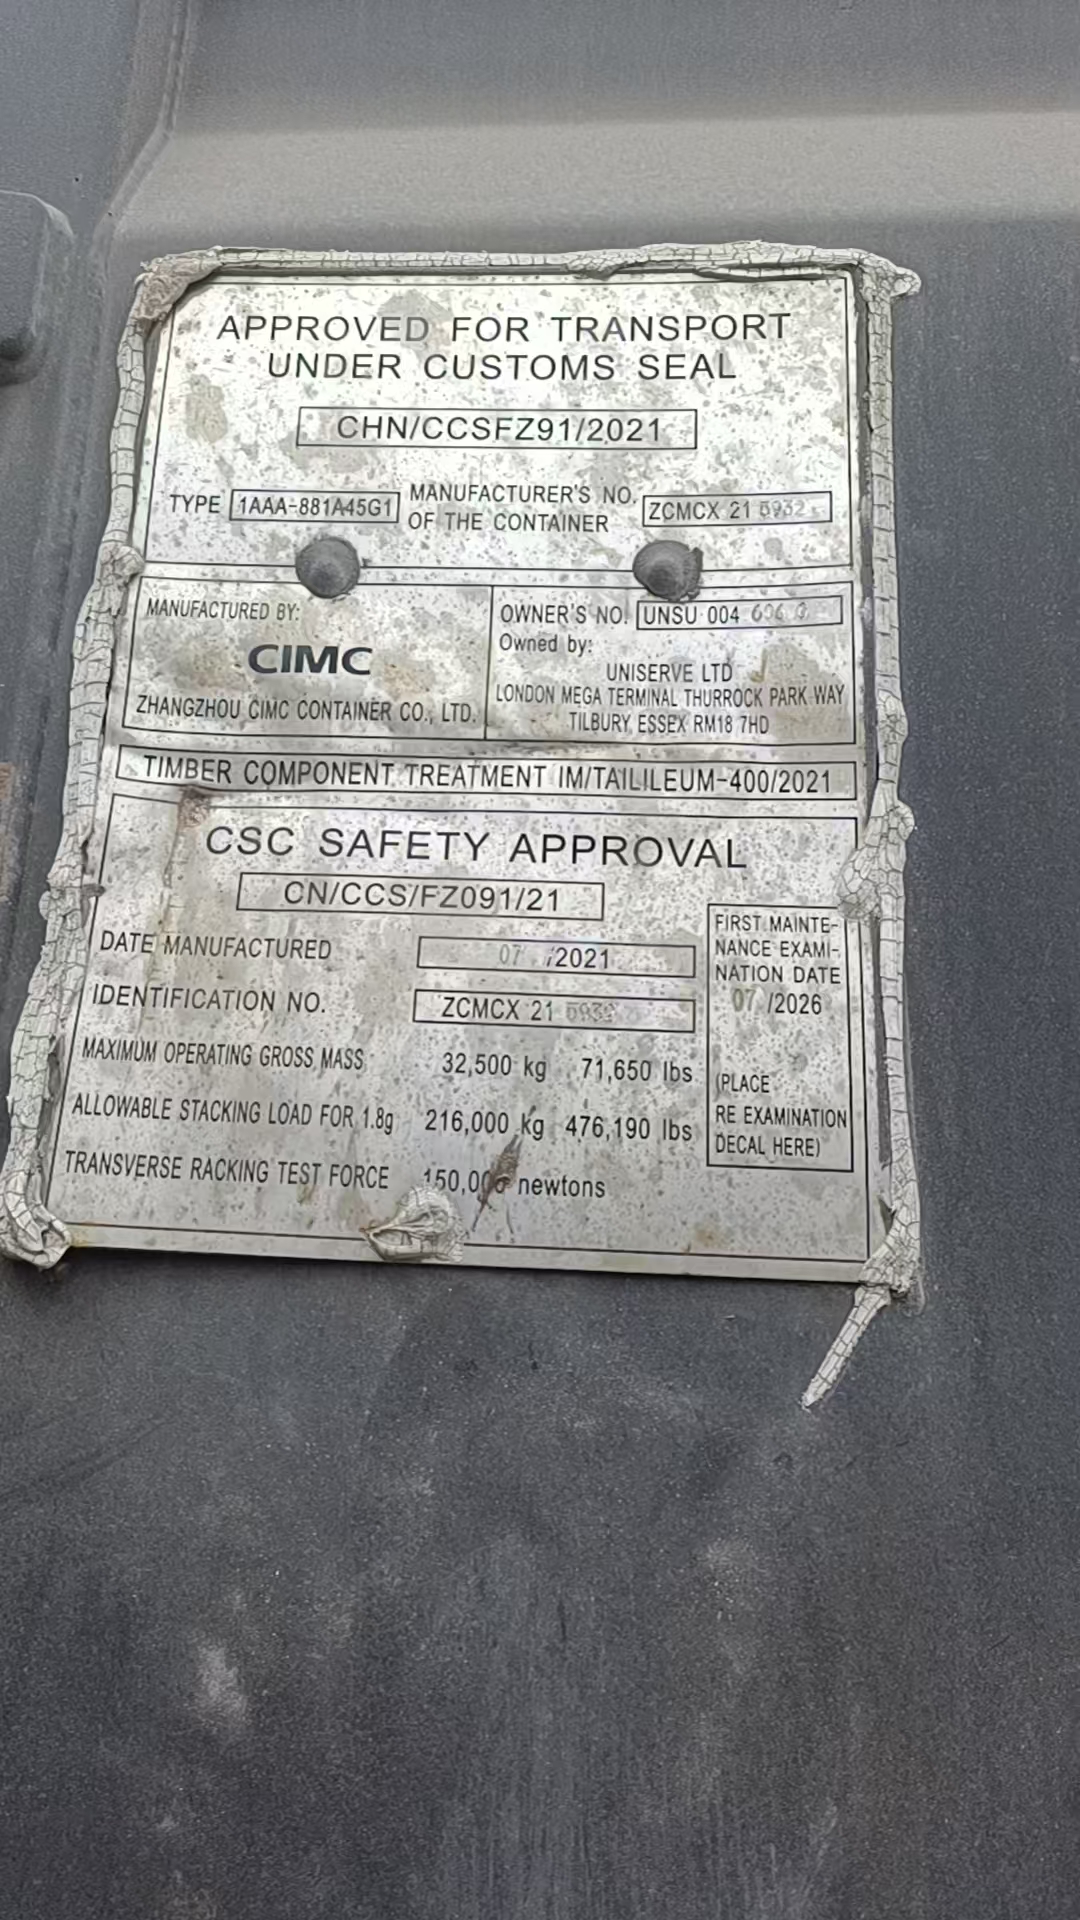 APPROVED FOR TRANSPORT
UNDER CUSTOMS SEAL
CHN/CCSFZ91/2021
TYPE 1AAA-881A45G1 MANUFACTURER'S NO. OF THE CONTAINER ZCMCX 21
MANUFACTURED BY:
CIMC
ZHANGZHOU CIMC CONTAINER CO., LTD.
OWNER'S NO. UNSU 004
Owned by:
UNISERVE LTD
LONDON MEGA TERMINAL THURROCK PARK WAY
TILBURY ESSEX RM18 7HD
TIMBER COMPONENT TREATMENT IM/TAILILEUM-400/2021
CSC SAFETY APPROVAL
CN/CCS/FZ091/21
DATE MANUFACTURED 07 /2021
IDENTIFICATION NO. ZCMCX 21
MAXIMUM OPERATING GROSS MASS 32,500 kg 71,650 lbs
ALLOWABLE STACKING LOAD FOR 1.8g 216,000 kg 476,190 lbs
TRANSVERSE RACKING TEST FORCE 150,000 newtons
FIRST MAINTE-
NANCE EXAMI-
NATION DATE
07 /2026
(PLACE
RE EXAMINATION
DECAL HERE)